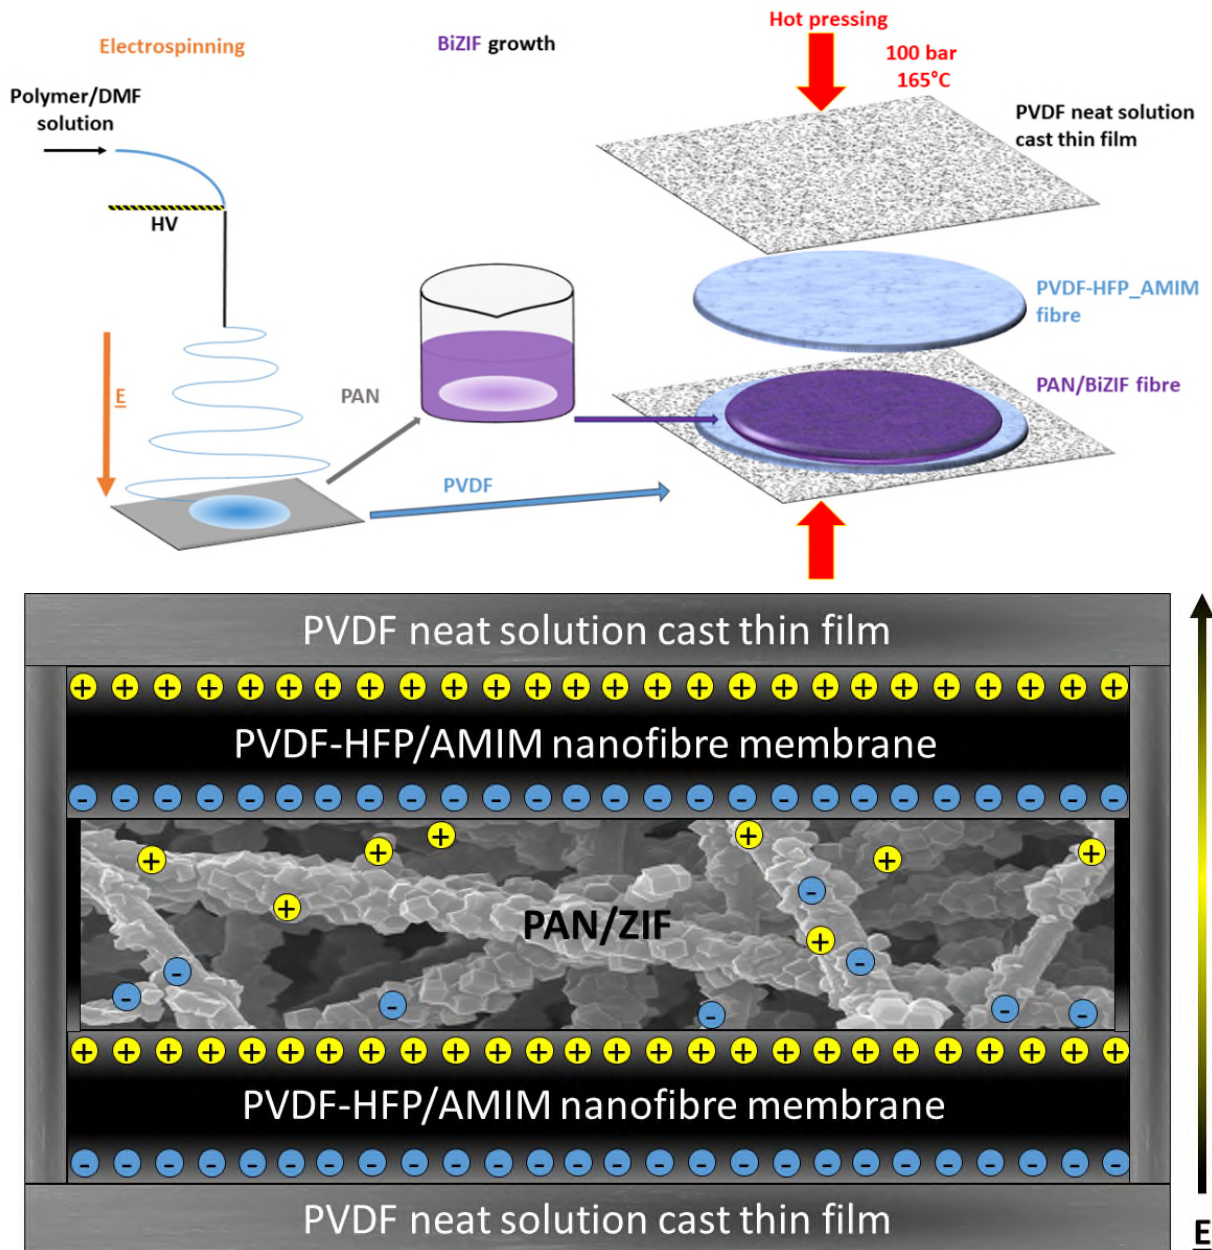 Electrospinning
BiZIF growth
Hot pressing
100 bar
165°C
Polymer/DMF
solution
HV
E
PAN
PVDF
PVDF neat solution
cast thin film
PVDF-HFP_AMIM
fibre
PAN/BiZIF fibre
PVDF neat solution cast thin film
+ + + + + + + + + + + + + + + + + + + + + + + + + +
PVDF-HFP/AMIM nanofibre membrane
- - - - - - - - - - - - - - - - - - - - - - - - - -
+ + + + + +
+ -
PAN/ZIF
+
- -
- - - - -
+ + + + + + + + + + + + + + + + + + + + + + + + + +
PVDF-HFP/AMIM nanofibre membrane
- - - - - - - - - - - - - - - - - - - - - - - - - -
PVDF neat solution cast thin film
E